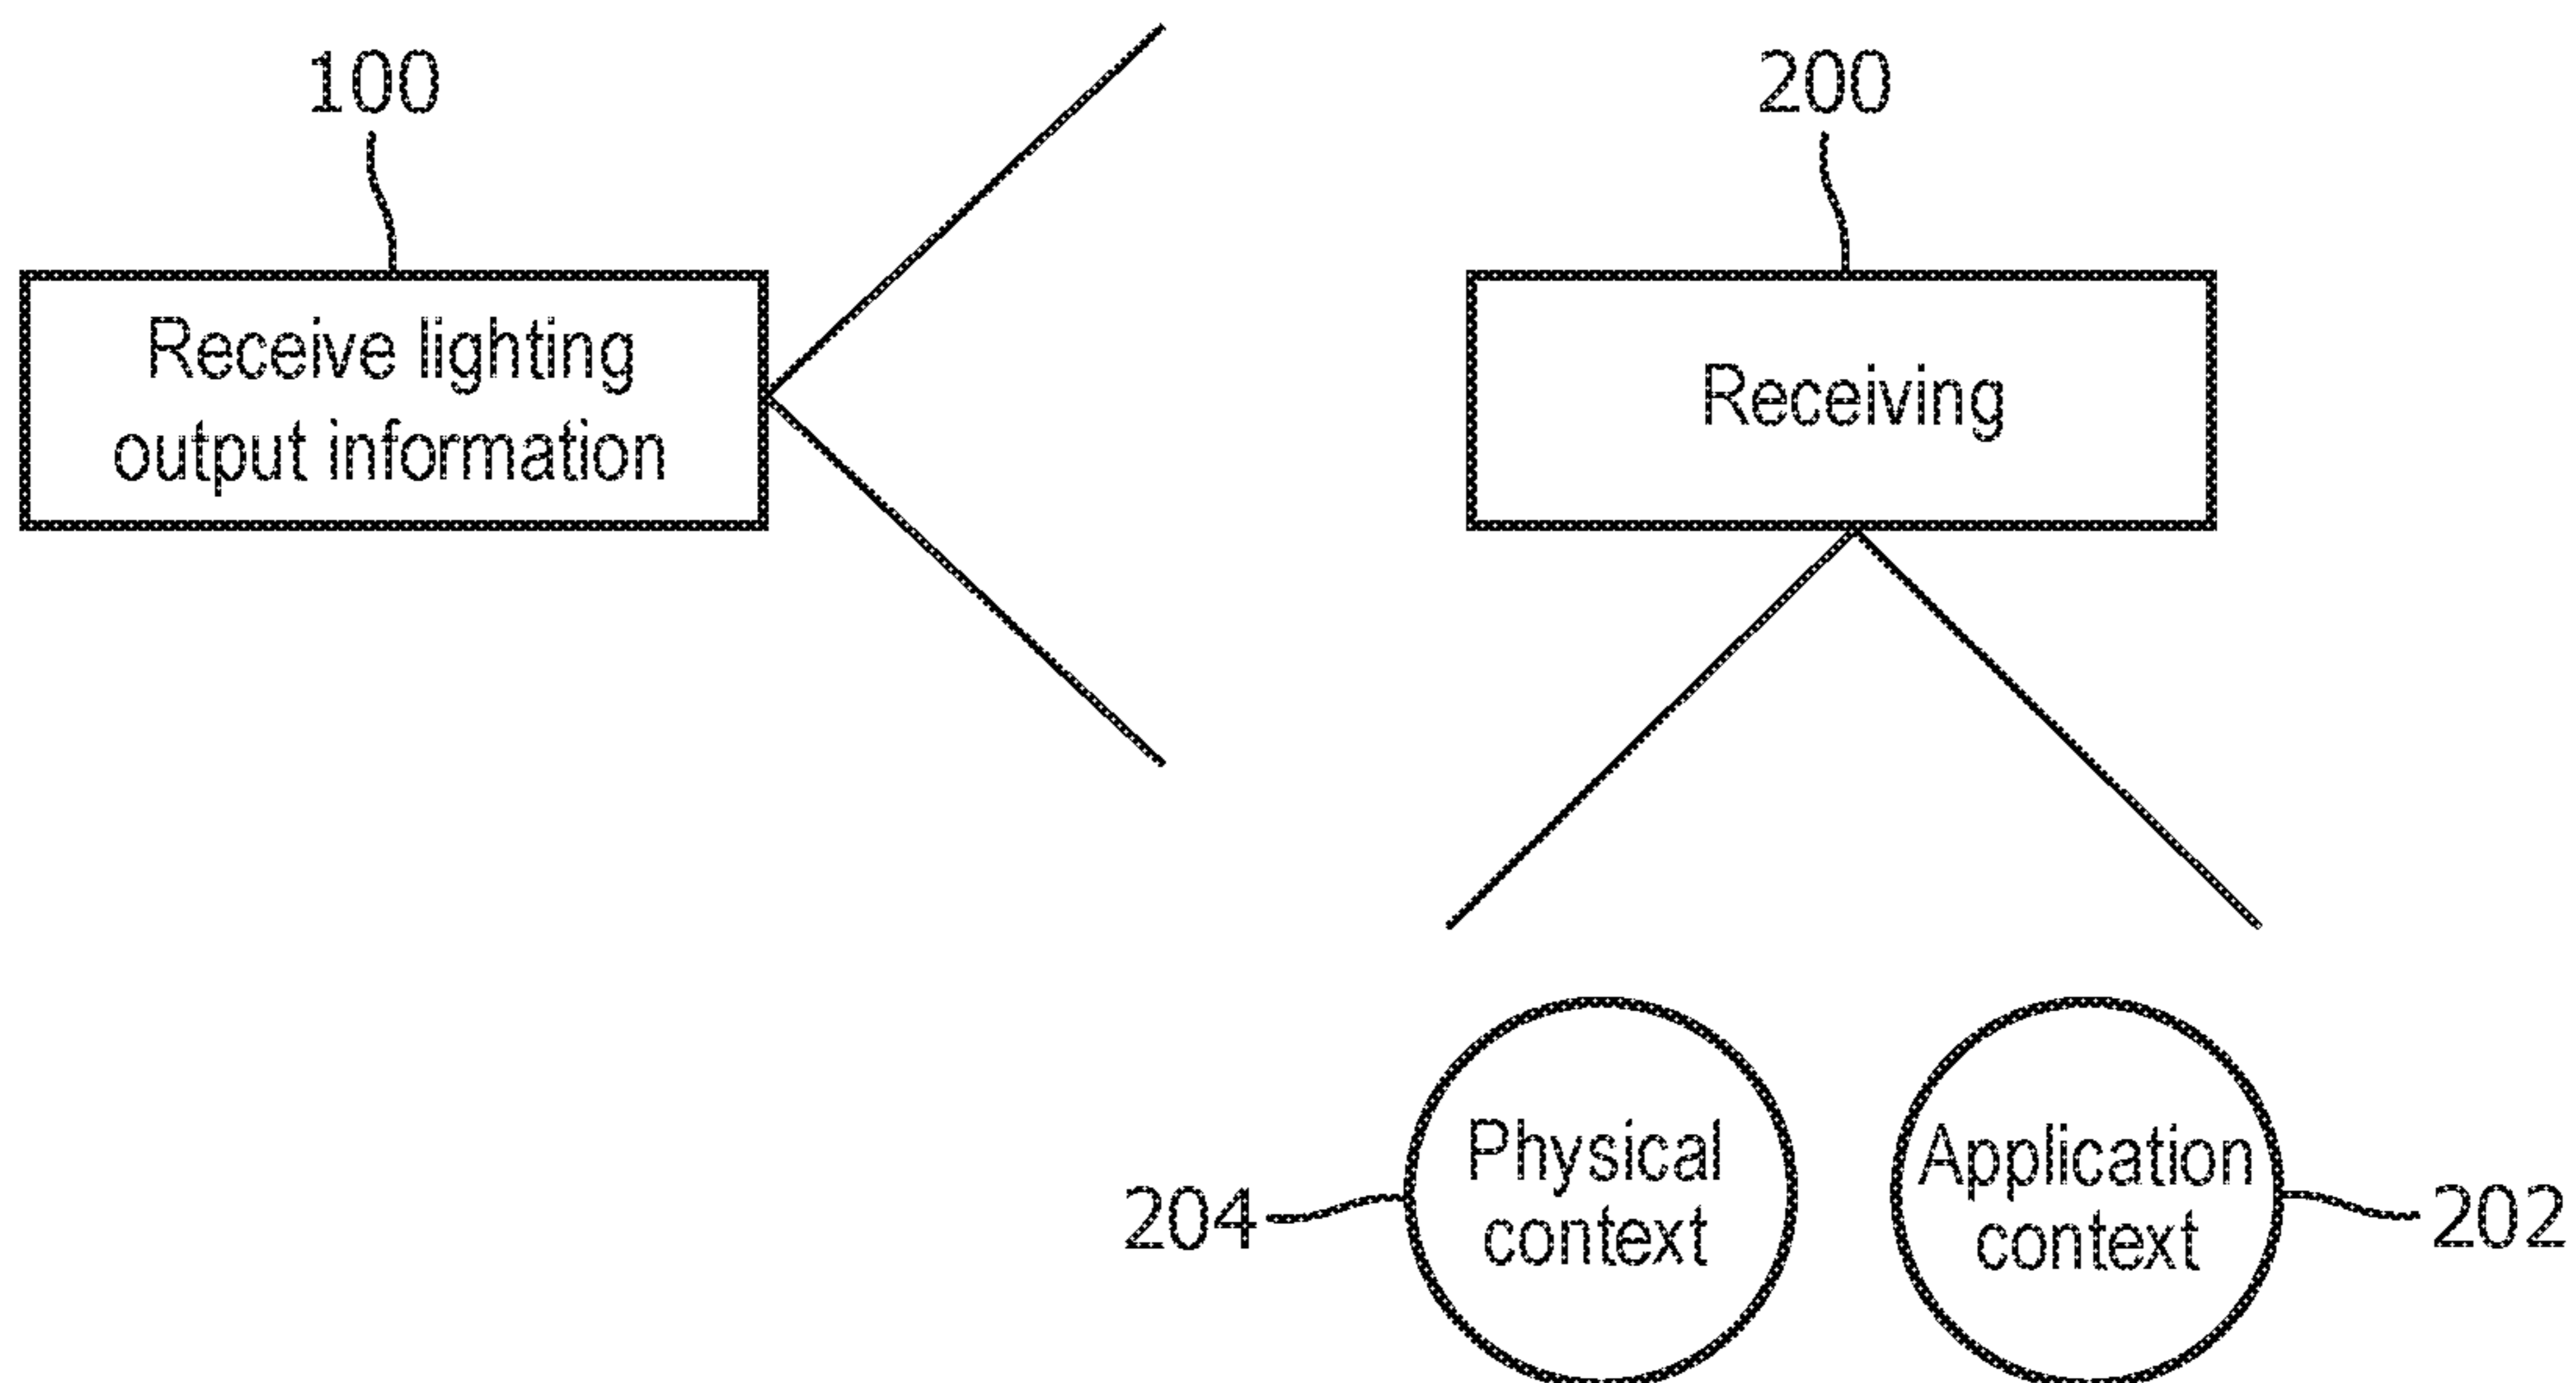 100
200
Receive lighting
output information
Receiving
Physical
context
Application
context
204
202